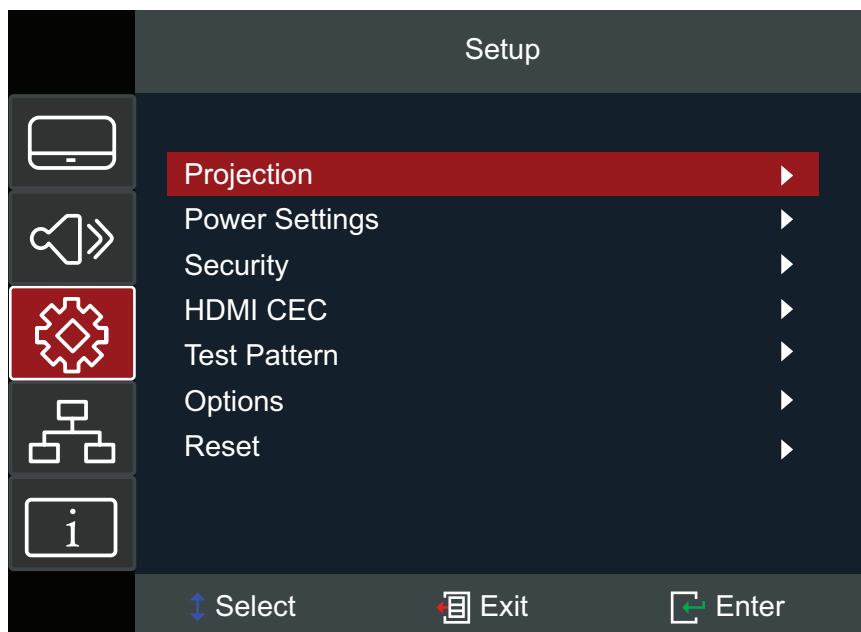 Setup
Projection
Power Settings
Security
HDMI CEC
Test Pattern
Options
Reset
i
Select Exit Enter